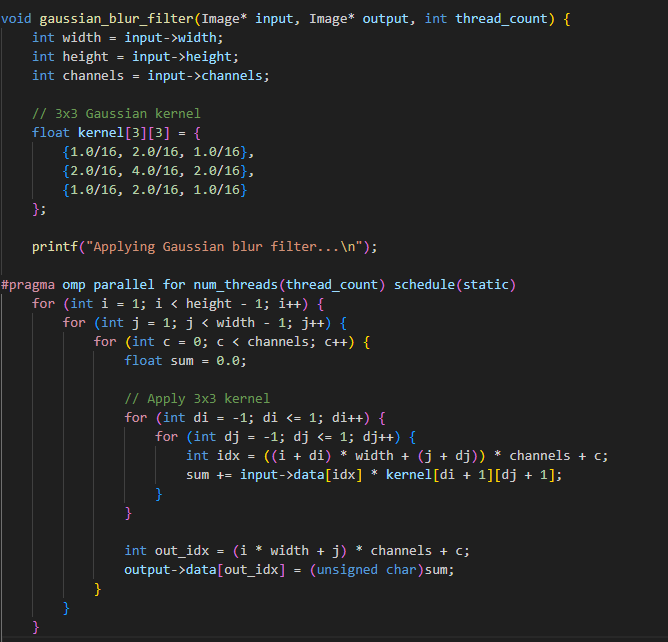 void gaussian_blur_filter(Image* input, Image* output, int thread_count) {
    int width = input->width;
    int height = input->height;
    int channels = input->channels;

    // 3x3 Gaussian kernel
    float kernel[3][3] = {
        {1.0/16, 2.0/16, 1.0/16},
        {2.0/16, 4.0/16, 2.0/16},
        {1.0/16, 2.0/16, 1.0/16}
    };

    printf("Applying Gaussian blur filter...\n");

#pragma omp parallel for num_threads(thread_count) schedule(static)
    for (int i = 1; i < height - 1; i++) {
        for (int j = 1; j < width - 1; j++) {
            for (int c = 0; c < channels; c++) {
                float sum = 0.0;

                // Apply 3x3 kernel
                for (int di = -1; di <= 1; di++) {
                    for (int dj = -1; dj <= 1; dj++) {
                        int idx = ((i + di) * width + (j + dj)) * channels + c;
                        sum += input->data[idx] * kernel[di + 1][dj + 1];
                    }
                }

                int out_idx = (i * width + j) * channels + c;
                output->data[out_idx] = (unsigned char)sum;
            }
        }
    }